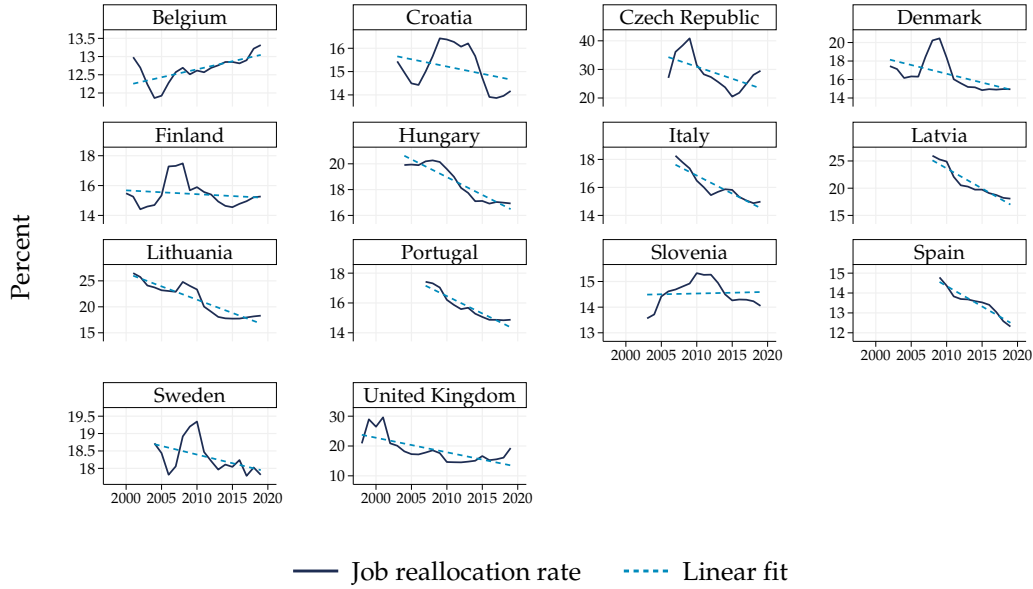 Percent
Belgium
13.5
13
12.5
12
Croatia
16
15
14
Czech Republic
40
30
20
Denmark
20
18
16
14
Finland
18
16
14
Hungary
20
18
16
Italy
18
16
14
Latvia
25
20
15
Lithuania
25
20
15
Portugal
18
16
14
Slovenia
15
14
13
2000 2005 2010 2015 2020
Spain
15
14
13
12
2000 2005 2010 2015 2020
Sweden
19.5
19
18.5
18
2000 2005 2010 2015 2020
United Kingdom
30
20
10
2000 2005 2010 2015 2020
Job reallocation rate Linear fit